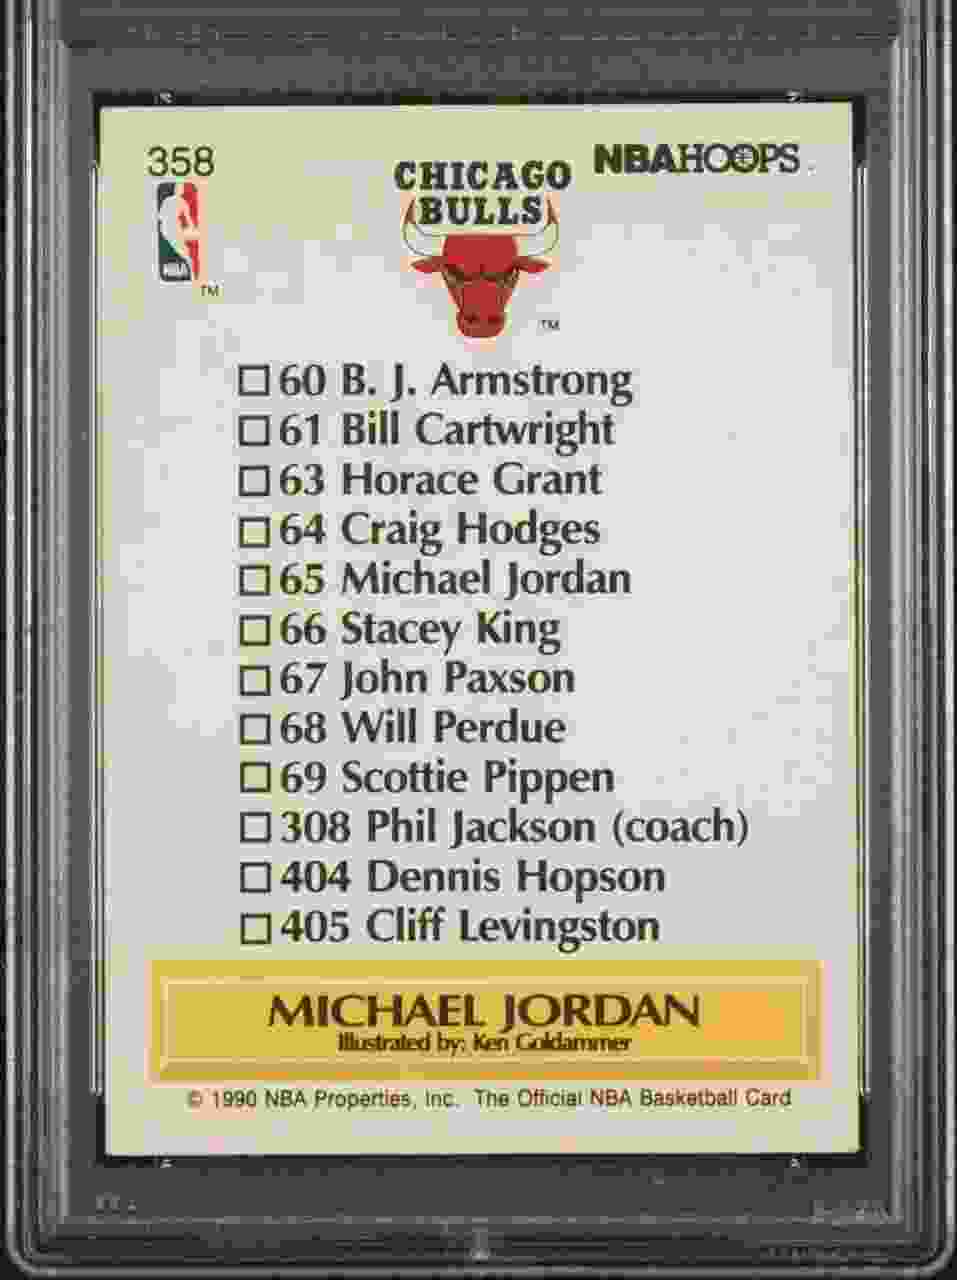 358
NBAHOOPS
CHICAGO
BULLS
NBA
TM
TM
60 B. J. Armstrong
61 Bill Cartwright
63 Horace Grant
64 Craig Hodges
65 Michael Jordan
66 Stacey King
67 John Paxson
68 Will Perdue
69 Scottie Pippen
308 Phil Jackson (coach)
404 Dennis Hopson
405 Cliff Levingston
MICHAEL JORDAN
Illustrated by: Ken Goldammer
© 1990 NBA Properties, Inc. The Official NBA Basketball Card